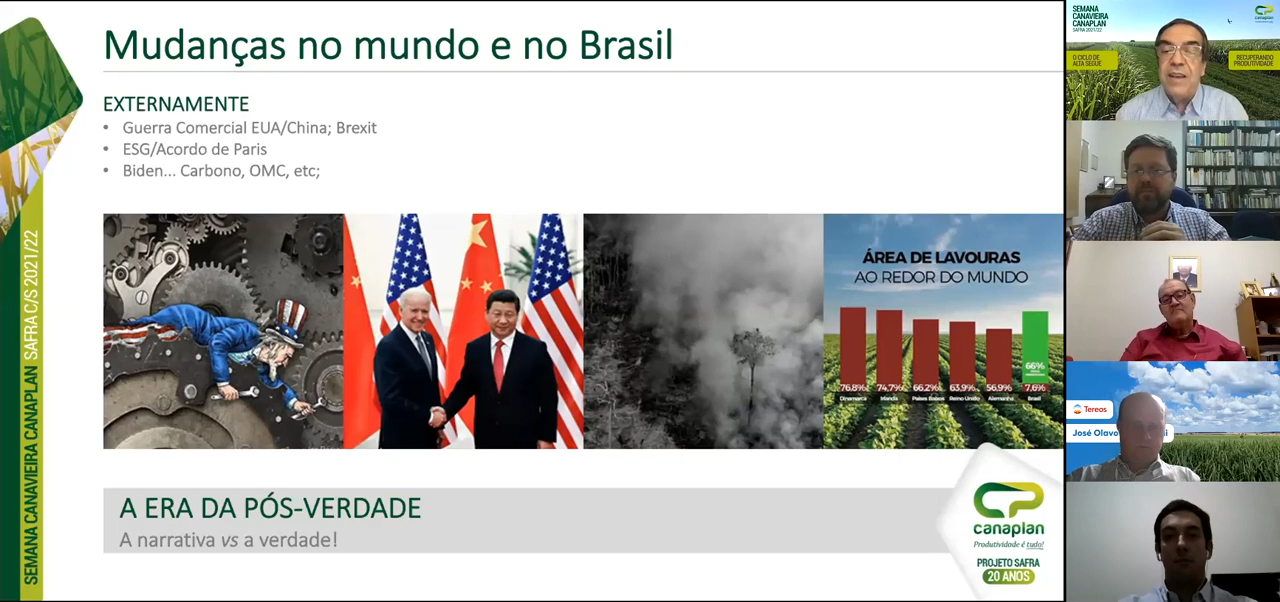 Mudanças no mundo e no Brasil
EXTERNAMENTE
• Guerra Comercial EUA/China; Brexit
• ESG/Acordo de Paris
• Biden... Carbono, OMC, etc;
ÁREA DE LAVOURAS
AO REDOR DO MUNDO
76,8% 74,7% 66,2% 63,9% 56,9% 7,6%
Dinamarca Irlanda Países Baixos Reino Unido Alemanha Brasil
66%
A ERA DA PÓS-VERDADE
A narrativa vs a verdade!
canaplan
Produtividade é tudo!
PROJETO SAFRA
20 ANOS
SEMANA CANAVIEIRA CANAPLAN SAFRA C/S 2021/22
SEMANA
CANAVIEIRA
CANAPLAN
SAFRA 2021/22
canaplan
O CICLO DE
ALTA SEGUE
RECUPERANDO
PRODUTIVIDADE
Tereos
José Olavo